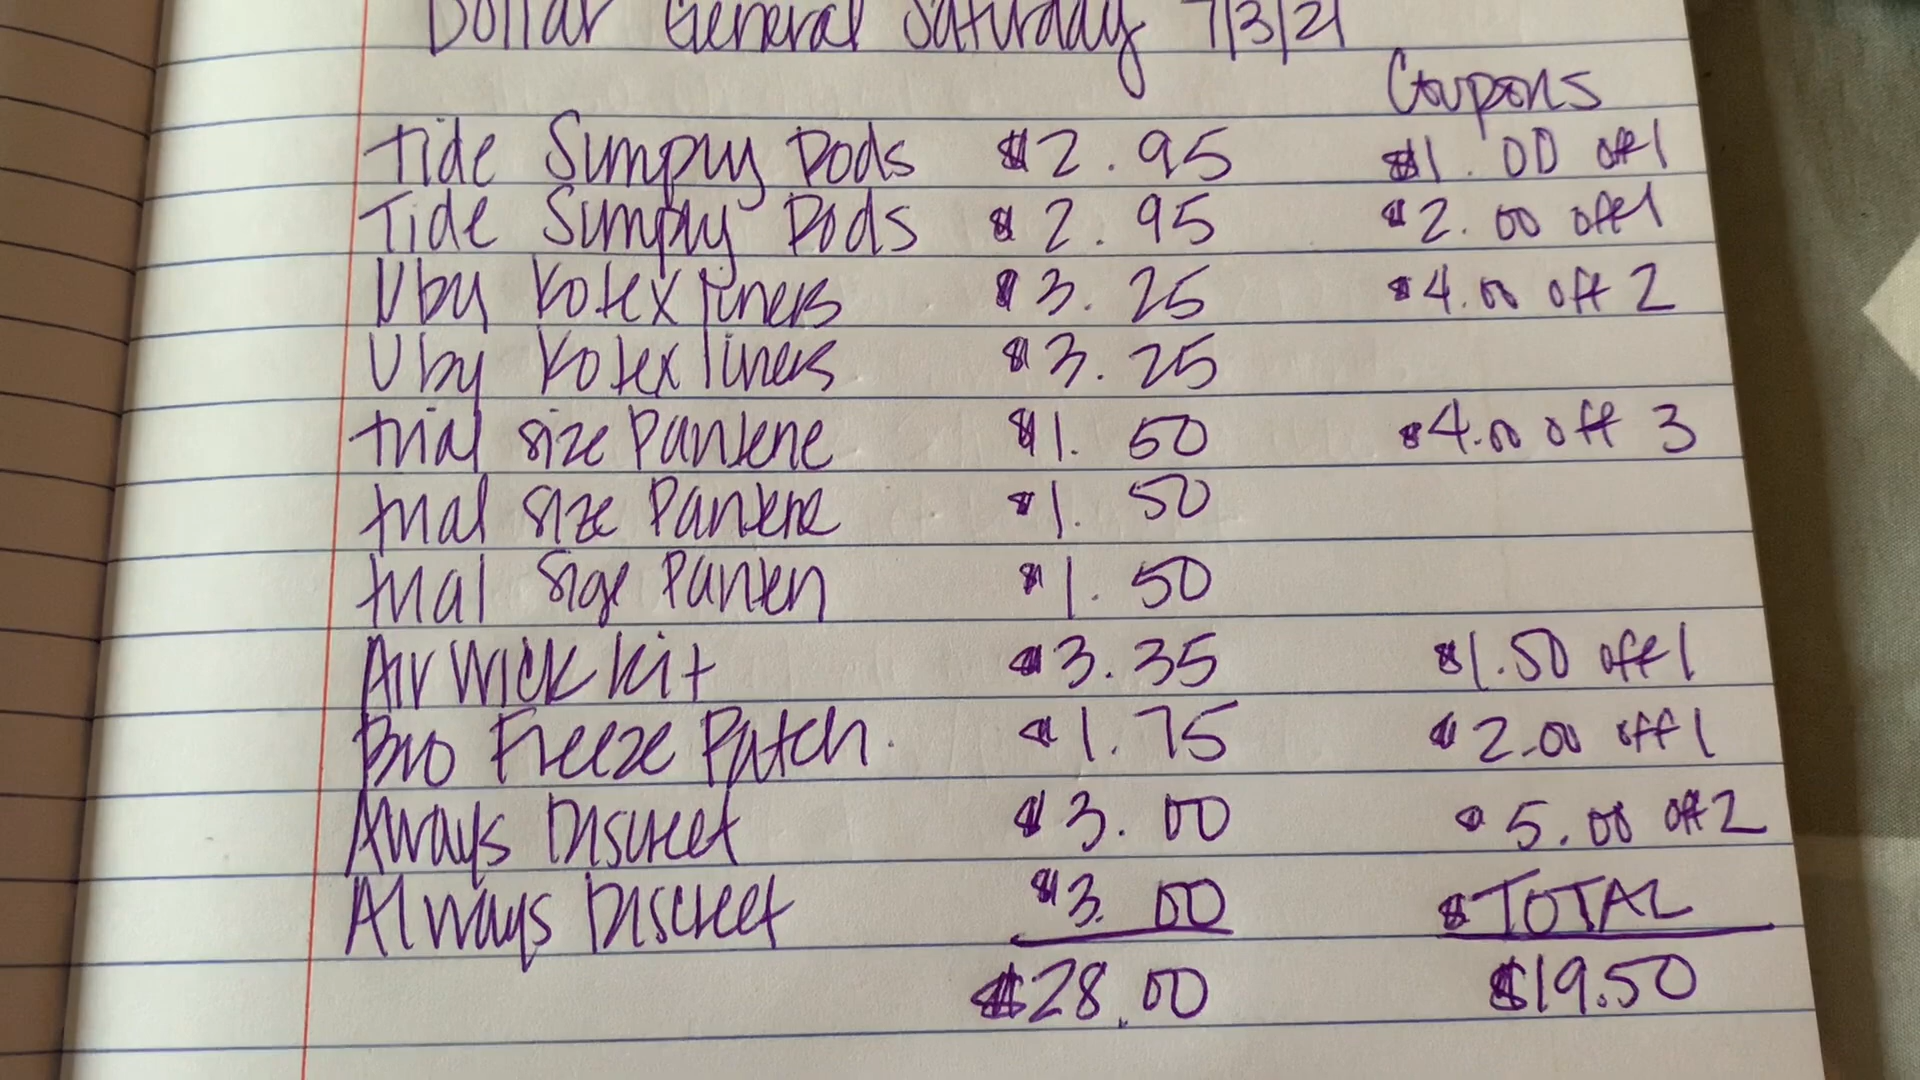 Dollar General Saturday 7/3/21
Coupons
Tide Simply Pods $2.95 $1.00 off 1
Tide Simply Pods $2.95 $2.00 off 1
U by Kotex liners $3.25 $4.00 off 2
U by Kotex liners $3.25
trial size Pantene $1.50 $4.00 off 3
trial size Pantene $1.50
trial size Panten $1.50
Air Wick Kit $3.35 $1.50 off 1
Bio Freeze Patch. $1.75 $2.00 off 1
Aways Discreet $3.00 $5.00 off 2
Always Discreet $3.00 $TOTAL
$28.00 $19.50